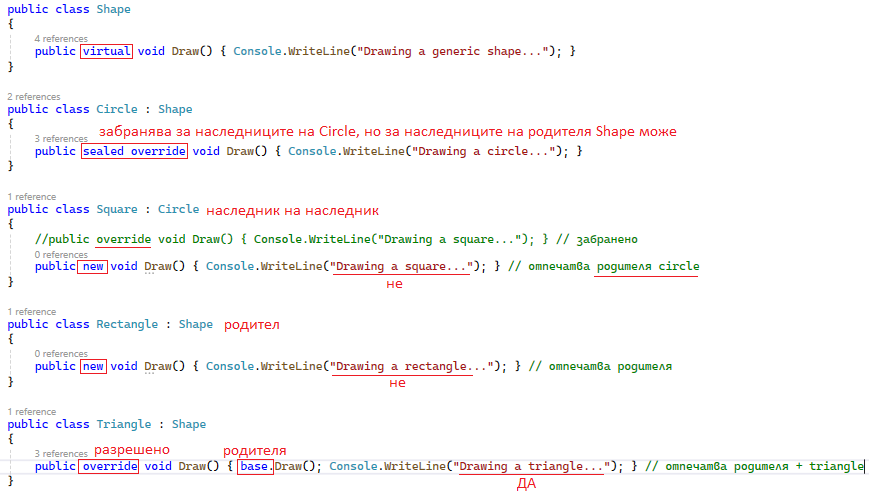 public class Shape
{
4 references
public virtual void Draw() { Console.WriteLine("Drawing a generic shape..."); }
}
2 references
public class Circle : Shape
{
забранява за наследниците на Circle, но за наследниците на родителя Shape може
3 references
public sealed override void Draw() { Console.WriteLine("Drawing a circle..."); }
}
1 reference
public class Square : Circle наследник на наследник
{
//public override void Draw() { Console.WriteLine("Drawing a square..."); } // забранено
0 references
public new void Draw() { Console.WriteLine("Drawing a square..."); } // отпечатва родителя circle
не
}
1 reference
public class Rectangle : Shape родител
{
0 references
public new void Draw() { Console.WriteLine("Drawing a rectangle..."); } // отпечатва родителя
не
}
1 reference
public class Triangle : Shape
{
3 references разрешено родителя
public override void Draw() { base.Draw(); Console.WriteLine("Drawing a triangle..."); } // отпечатва родителя + triangle
ДА
}